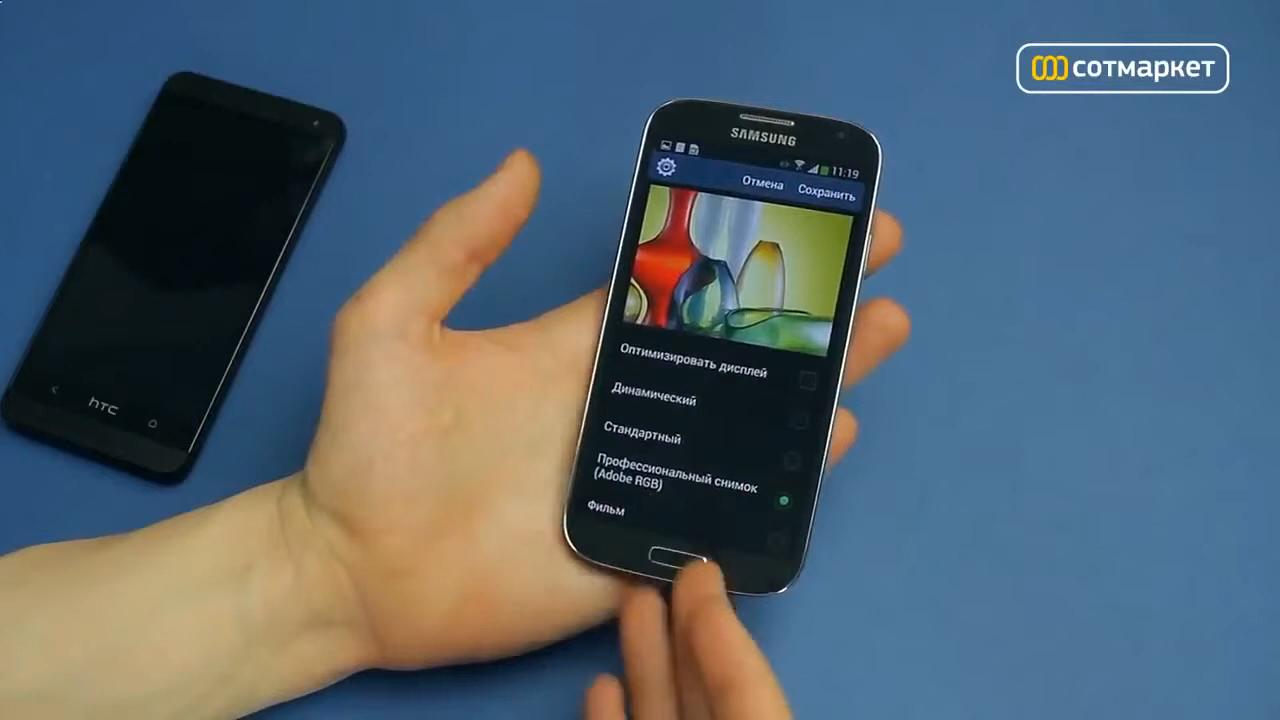 сотмаркет
SAMSUNG
11:19
Отмена Сохранить
Оптимизировать дисплей
Динамический
Стандартный
Профессиональный снимок
(Adobe RGB)
Фильм
hTC